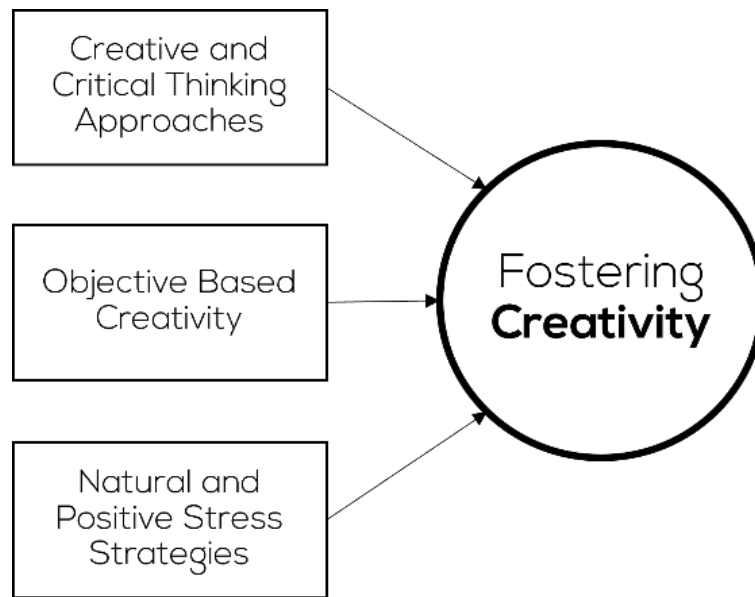 Creative and
Critical Thinking
Approaches
Objective Based
Creativity
Natural and
Positive Stress
Strategies
Fostering
Creativity